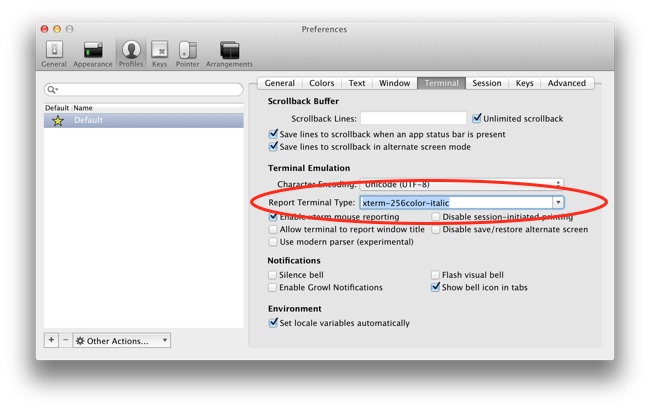 Preferences
General Appearance Profiles Keys Pointer Arrangements
General Colors Text Window Terminal Session Keys Advanced
Default Name
Default
Scrollback Buffer
Scrollback Lines: Unlimited scrollback
Save lines to scrollback when an app status bar is present
Save lines to scrollback in alternate screen mode
Terminal Emulation
Character Encoding: Unicode (UTF-8)
Report Terminal Type: xterm-256color-italic
Enable xterm mouse reporting Disable session-initiated printing
Allow terminal to report window title Disable save/restore alternate screen
Use modern parser (experimental)
Notifications
Silence bell Flash visual bell
Enable Growl Notifications Show bell icon in tabs
Environment
Set locale variables automatically
+ − Other Actions...